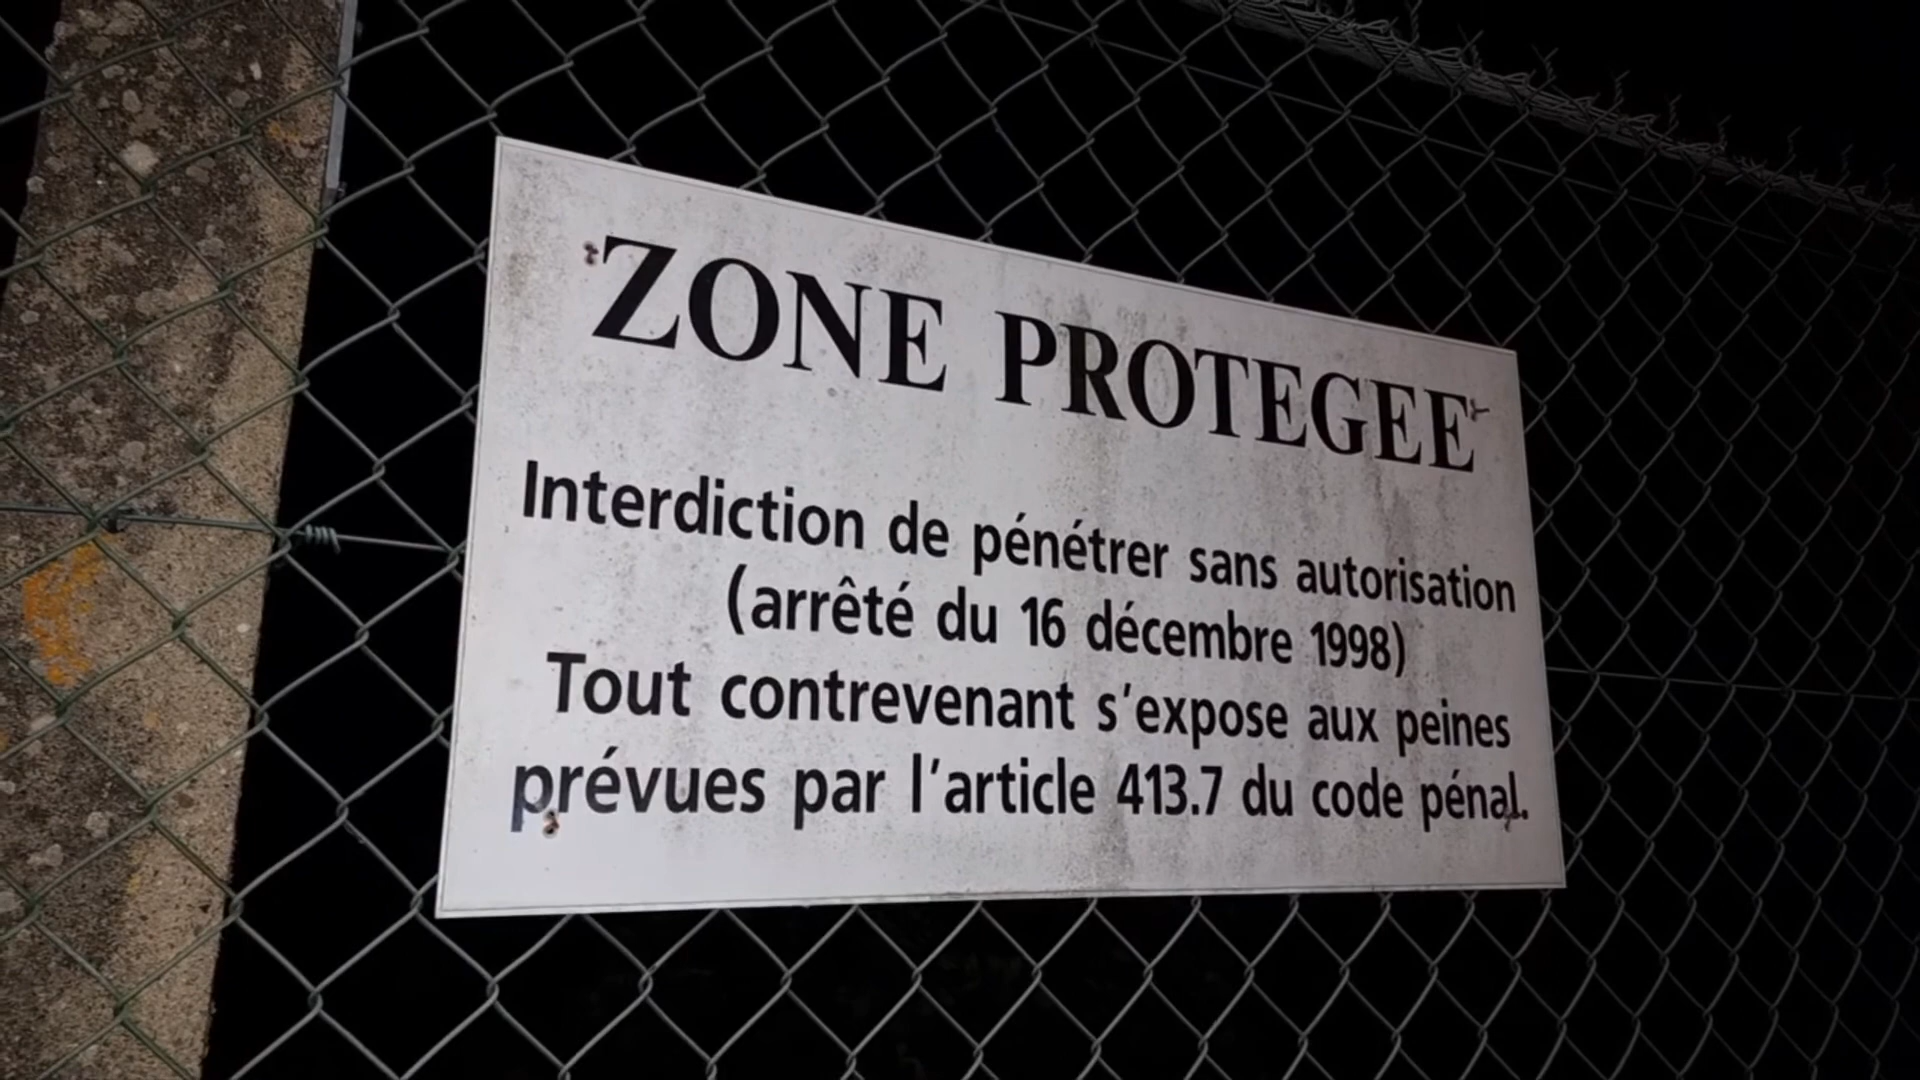 ZONE PROTEGEE
Interdiction de pénétrer sans autorisation
(arrêté du 16 décembre 1998)
Tout contrevenant s'expose aux peines
prévues par l'article 413.7 du code pénal.